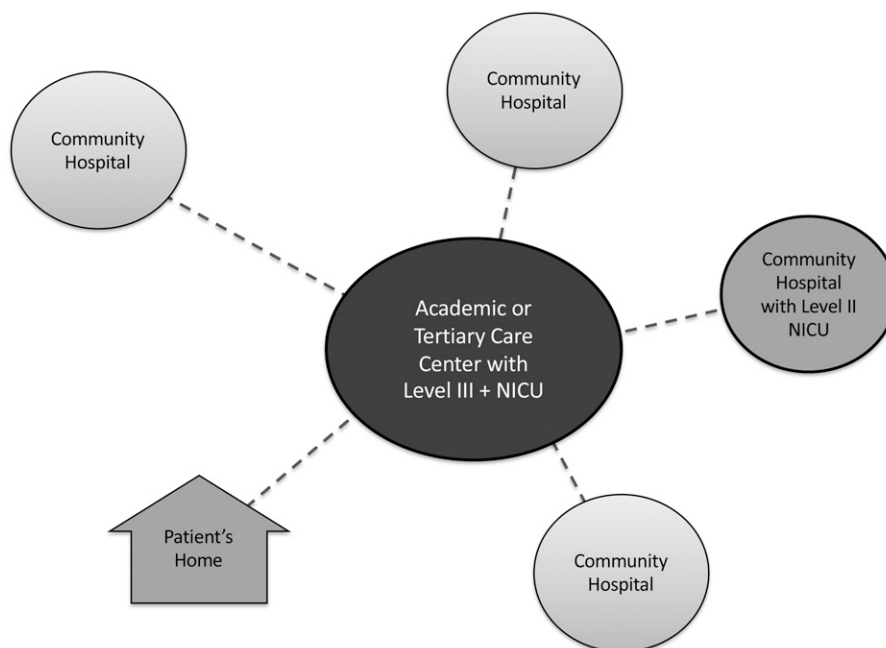 Community
Hospital
Community
Hospital
Community
Hospital
with Level II
NICU
Academic or
Tertiary Care
Center with
Level III + NICU
Patient’s
Home
Community
Hospital